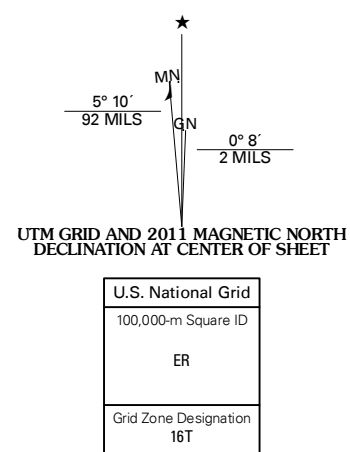 ★
MN
5° 10´
92 MILS
GN
0° 8´
2 MILS
UTM GRID AND 2011 MAGNETIC NORTH
DECLINATION AT CENTER OF SHEET
U.S. National Grid
100,000-m Square ID
ER
Grid Zone Designation
16T